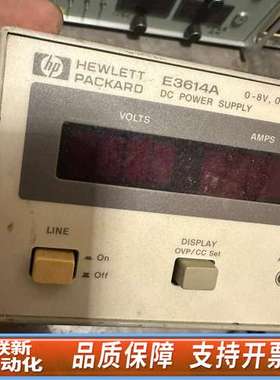 hp HEWLETT PACKARD
E3614A
DC POWER SUPPLY
0-8V, 0
VOLTS
AMPS
LINE
On
Off
DISPLAY
OVP/CC Set
联新
动化
品质保障 支持开票